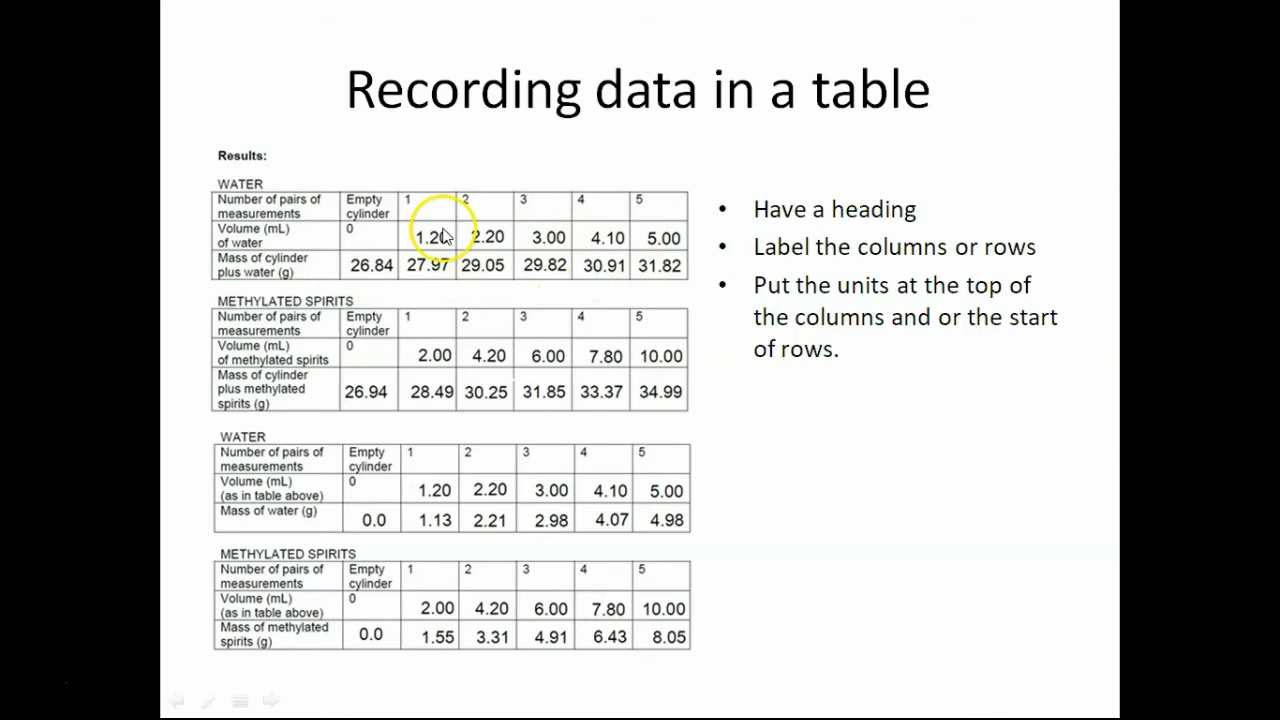 Recording data in a table
Results:
WATER
Number of pairs of measurements Empty cylinder 1 2 3 4 5
Volume (mL) of water 0 1.20 2.20 3.00 4.10 5.00
Mass of cylinder plus water (g) 26.84 27.97 29.05 29.82 30.91 31.82
METHYLATED SPIRITS
Number of pairs of measurements Empty cylinder 1 2 3 4 5
Volume (mL) of methylated spirits 0 2.00 4.20 6.00 7.80 10.00
Mass of cylinder plus methylated spirits (g) 26.94 28.49 30.25 31.85 33.37 34.99
WATER
Number of pairs of measurements Empty cylinder 1 2 3 4 5
Volume (mL) (as in table above) 0 1.20 2.20 3.00 4.10 5.00
Mass of water (g) 0.0 1.13 2.21 2.98 4.07 4.98
METHYLATED SPIRITS
Number of pairs of measurements Empty cylinder 1 2 3 4 5
Volume (mL) (as in table above) 0 2.00 4.20 6.00 7.80 10.00
Mass of methylated spirits (g) 0.0 1.55 3.31 4.91 6.43 8.05
• Have a heading
• Label the columns or rows
• Put the units at the top of
the columns and or the start
of rows.